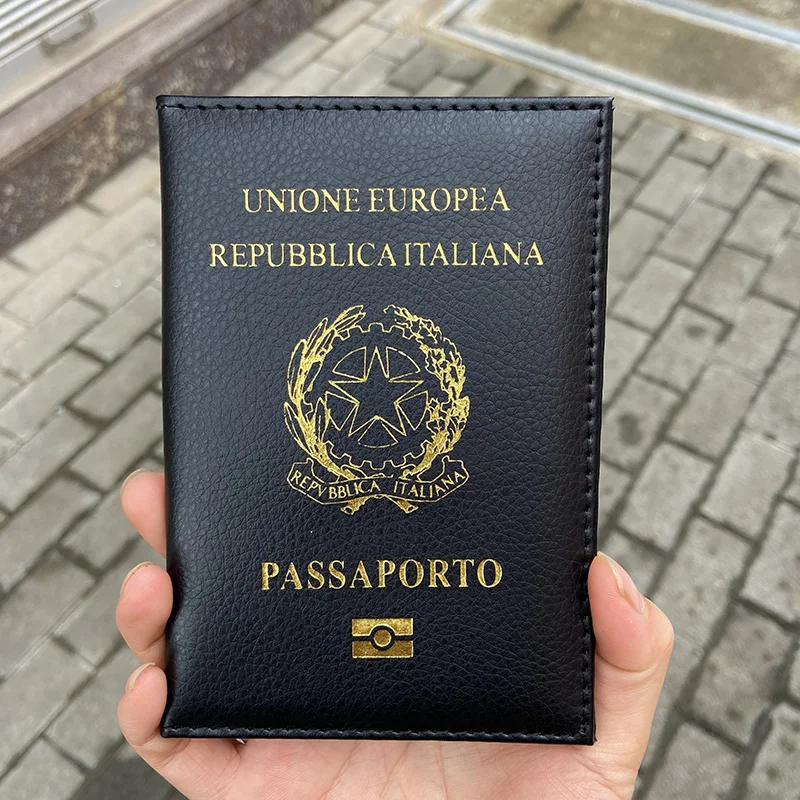 UNIONE EUROPEA
REPUBBLICA ITALIANA
REPVBBLICA ITALIANA
PASSAPORTO